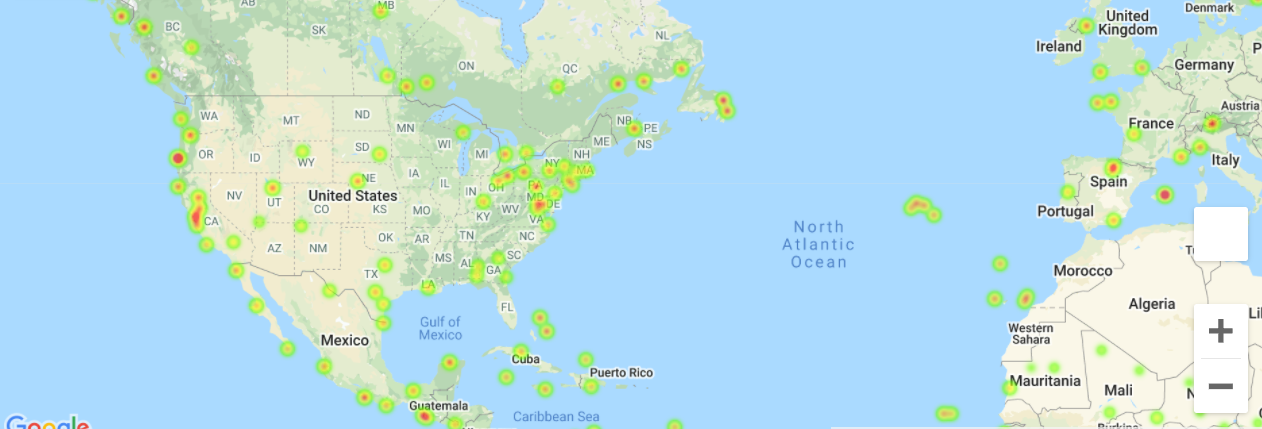 MB
AB
BC
SK
NL
ON
QC
United
Kingdom
Denmark
Ireland
Germany
P
WA
MT
ND
MN
NB
PE
NS
ME
Austria
France
OR
ID
WY
SD
WI
MI
NY
NH
MA
Italy
NE
IA
IL
IN
OH
PA
MD
DE
Spain
Portugal
NV
UT
CO
United States
KS
MO
KY
WV
VA
CA
AZ
NM
OK
AR
TN
NC
MS
AL
GA
SC
TX
LA
FL
North
Atlantic
Ocean
Tu
Morocco
Algeria
Li
Western
Sahara
Gulf of
Mexico
Mexico
Cuba
Puerto Rico
Mauritania
Mali
N
Guatemala
Caribbean Sea
Burkina
Google